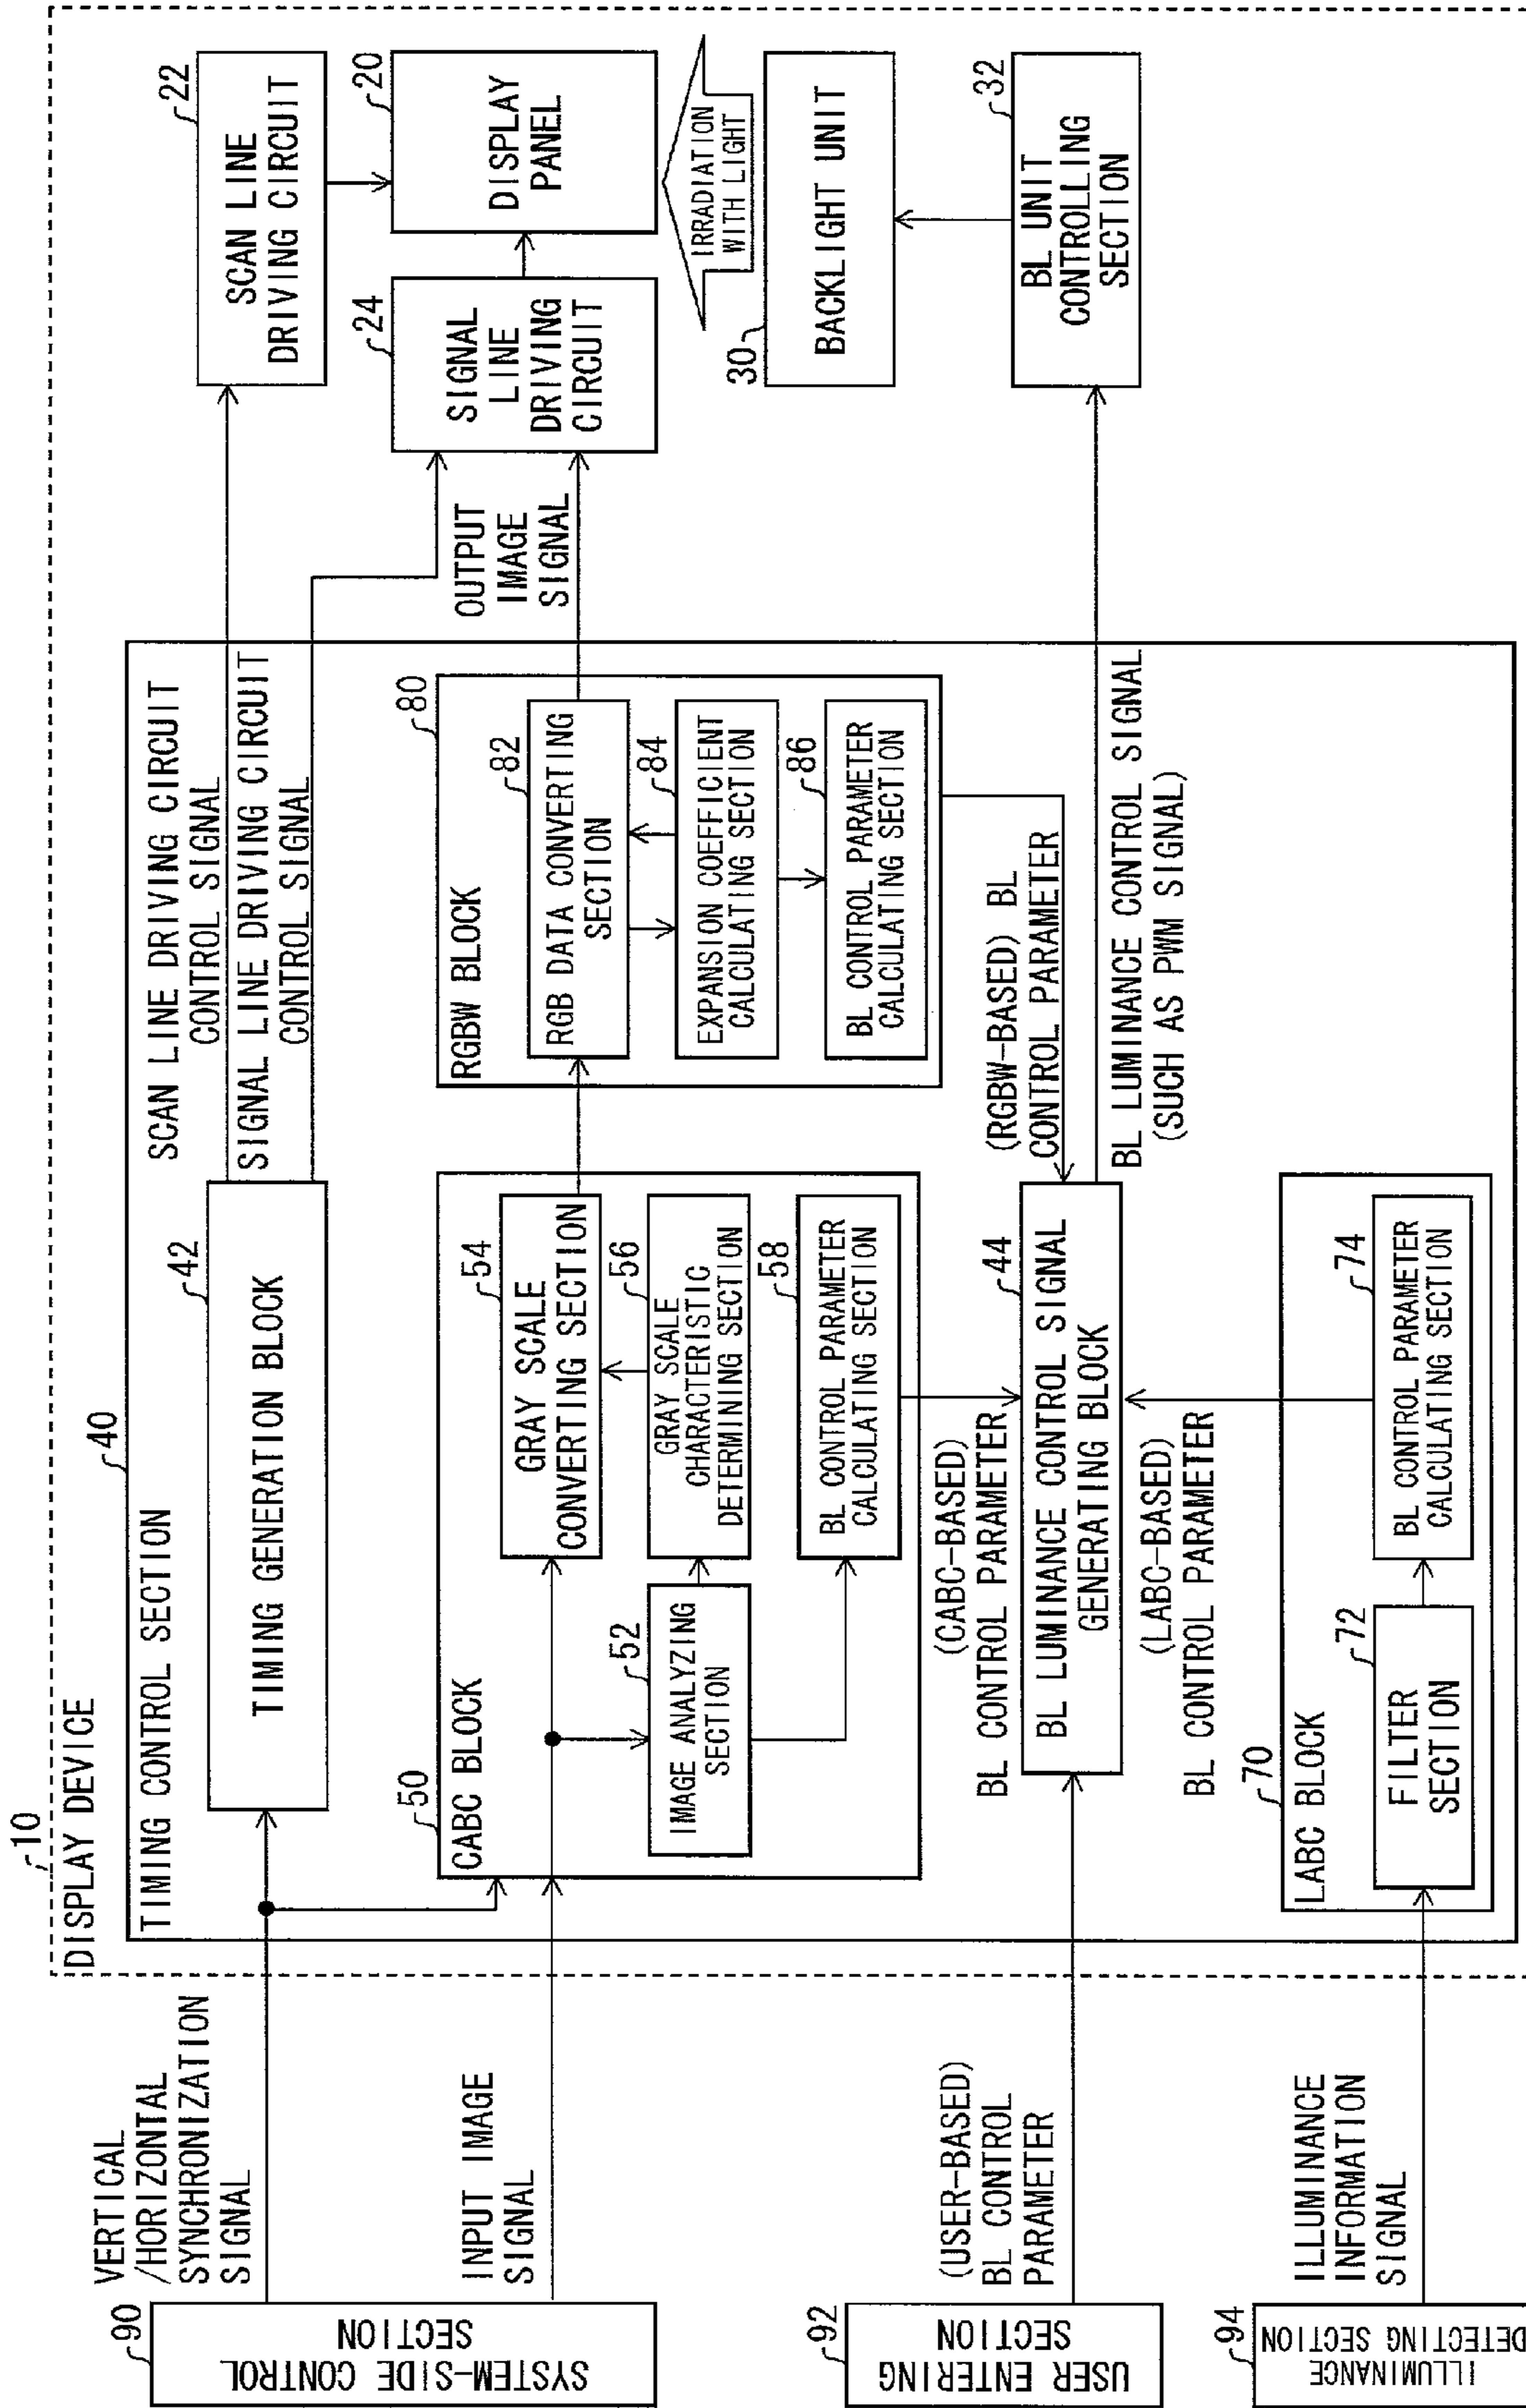 10
DISPLAY DEVICE
40
TIMING CONTROL SECTION
90
SYSTEM-SIDE CONTROL
SECTION
VERTICAL
/HORIZONTAL
SYNCHRONIZATION
SIGNAL
INPUT IMAGE
SIGNAL
92
USER ENTERING
SECTION
(USER-BASED)
BL CONTROL
PARAMETER
94
ILLUMINANCE
DETECTING SECTION
ILLUMINANCE
INFORMATION
SIGNAL
42
TIMING GENERATION BLOCK
SCAN LINE DRIVING CIRCUIT
CONTROL SIGNAL
SIGNAL LINE DRIVING CIRCUIT
CONTROL SIGNAL
50
CABC BLOCK
52
IMAGE ANALYZING
SECTION
54
GRAY SCALE
CONVERTING SECTION
56
GRAY SCALE
CHARACTERISTIC
DETERMINING SECTION
58
BL CONTROL PARAMETER
CALCULATING SECTION
(CABC-BASED)
BL CONTROL PARAMETER
44
BL LUMINANCE CONTROL SIGNAL
GENERATING BLOCK
(LABC-BASED)
BL CONTROL PARAMETER
70
LABC BLOCK
72
FILTER
SECTION
74
BL CONTROL PARAMETER
CALCULATING SECTION
80
RGBW BLOCK
82
RGB DATA CONVERTING
SECTION
84
EXPANSION COEFFICIENT
CALCULATING SECTION
86
BL CONTROL PARAMETER
CALCULATING SECTION
(RGBW-BASED) BL
CONTROL PARAMETER
BL LUMINANCE CONTROL SIGNAL
(SUCH AS PWM SIGNAL)
OUTPUT
IMAGE
SIGNAL
22
SCAN LINE
DRIVING CIRCUIT
24
SIGNAL
LINE
DRIVING
CIRCUIT
20
DISPLAY
PANEL
IRRADIATION
WITH LIGHT
30
BACKLIGHT UNIT
32
BL UNIT
CONTROLLING
SECTION